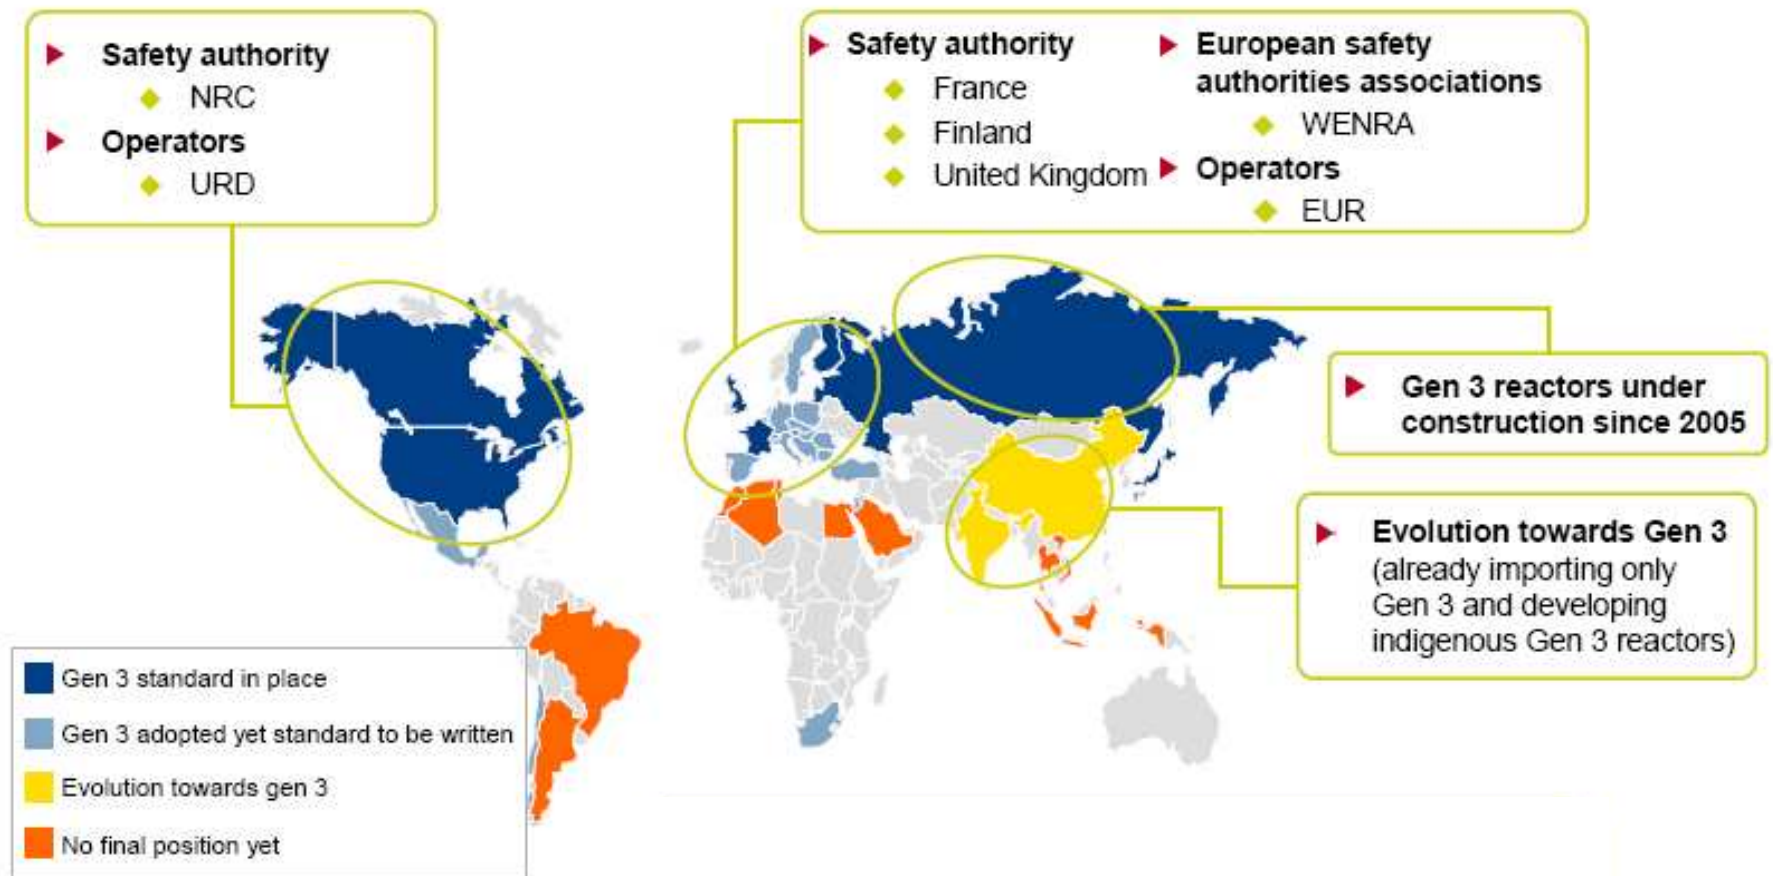 Safety authority
NRC
Operators
URD
Safety authority
France
Finland
United Kingdom
European safety
authorities associations
WENRA
Operators
EUR
Gen 3 reactors under
construction since 2005
Evolution towards Gen 3
(already importing only
Gen 3 and developing
indigenous Gen 3 reactors)
Gen 3 standard in place
Gen 3 adopted yet standard to be written
Evolution towards gen 3
No final position yet